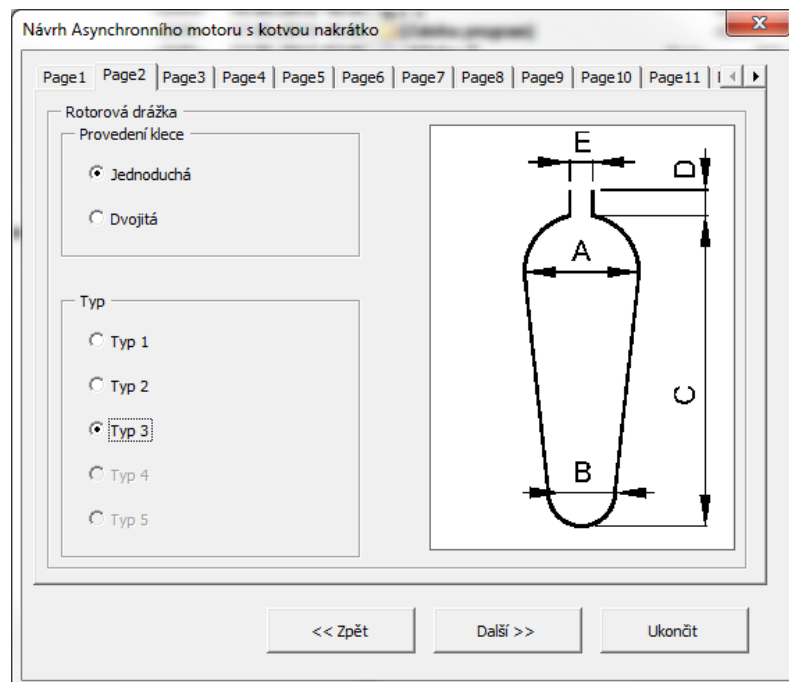 Návrh Asynchronního motoru s kotvou nakrátko
Page1 Page2 Page3 Page4 Page5 Page6 Page7 Page8 Page9 Page10 Page11
Rotorová drážka
Provedení klece
Jednoduchá
Dvojitá
Typ
Typ 1
Typ 2
Typ 3
Typ 4
Typ 5
E
D
A
C
B
<< Zpět
Další >>
Ukončit